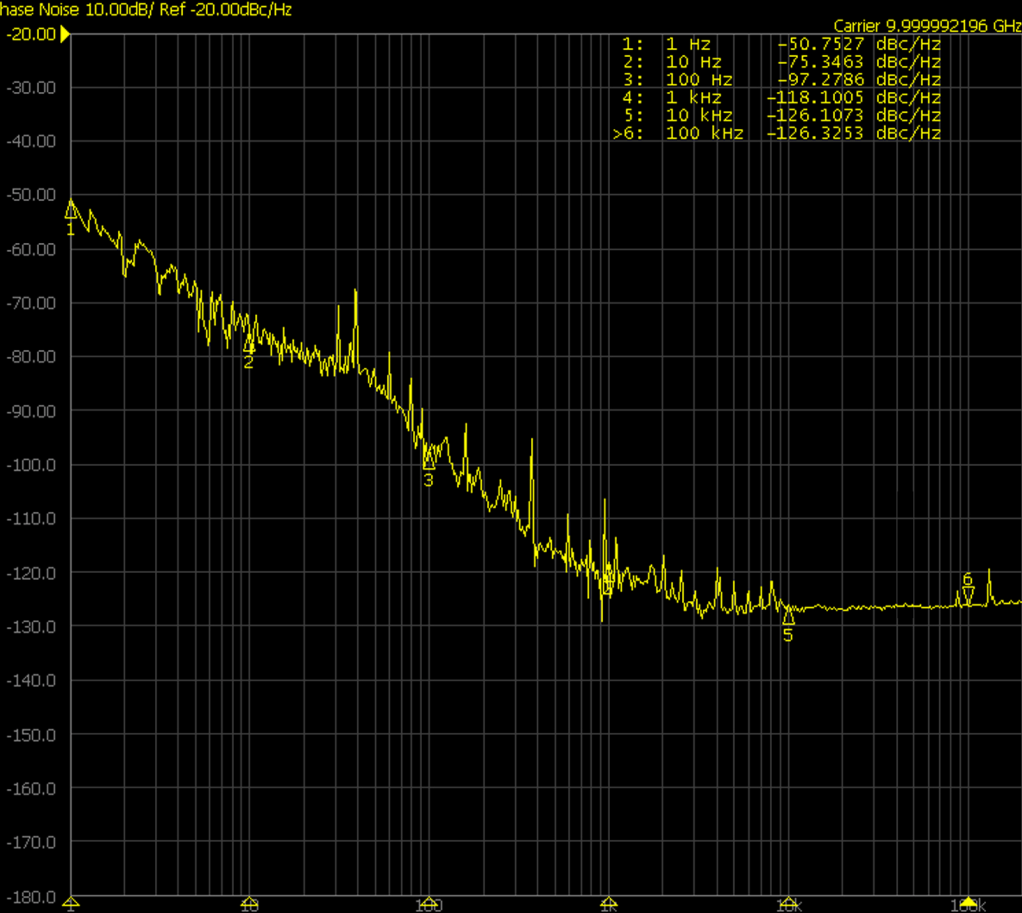 hase Noise 10.00dB/ Ref -20.00dBc/Hz
Carrier 9.999992196 GHz
-20.00
1: 1 Hz -50.7527 dBc/Hz
2: 10 Hz -75.3463 dBc/Hz
3: 100 Hz -97.2786 dBc/Hz
4: 1 kHz -118.1005 dBc/Hz
5: 10 kHz -126.1073 dBc/Hz
>6: 100 kHz -126.3253 dBc/Hz
-30.00
-40.00
-50.00
1
-60.00
-70.00
-80.00
2
-90.00
-100.0
3
-110.0
-120.0
4
6
-130.0
5
-140.0
-150.0
-160.0
-170.0
-180.0
1 10 100 1k 10k 100k